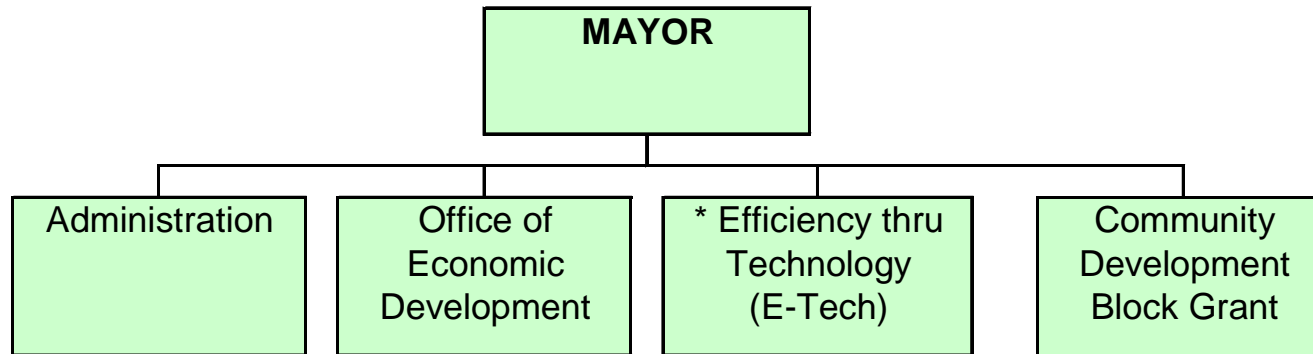 MAYOR
Administration
Office of
Economic
Development
* Efficiency thru
Technology
(E-Tech)
Community
Development
Block Grant